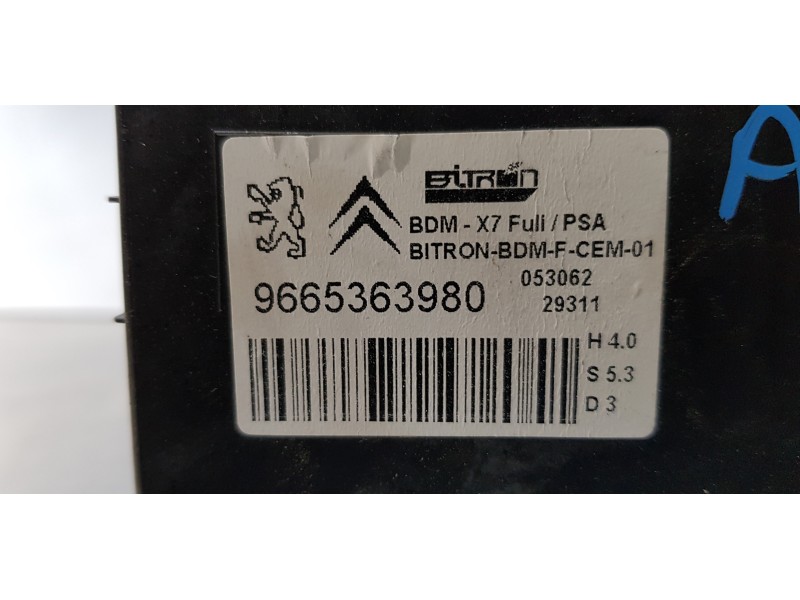 BITRON
BDM - X7 Full / PSA
BITRON-BDM-F-CEM-01
053062
9665363980
29311
H 4.0
S 5.3
D 3
A